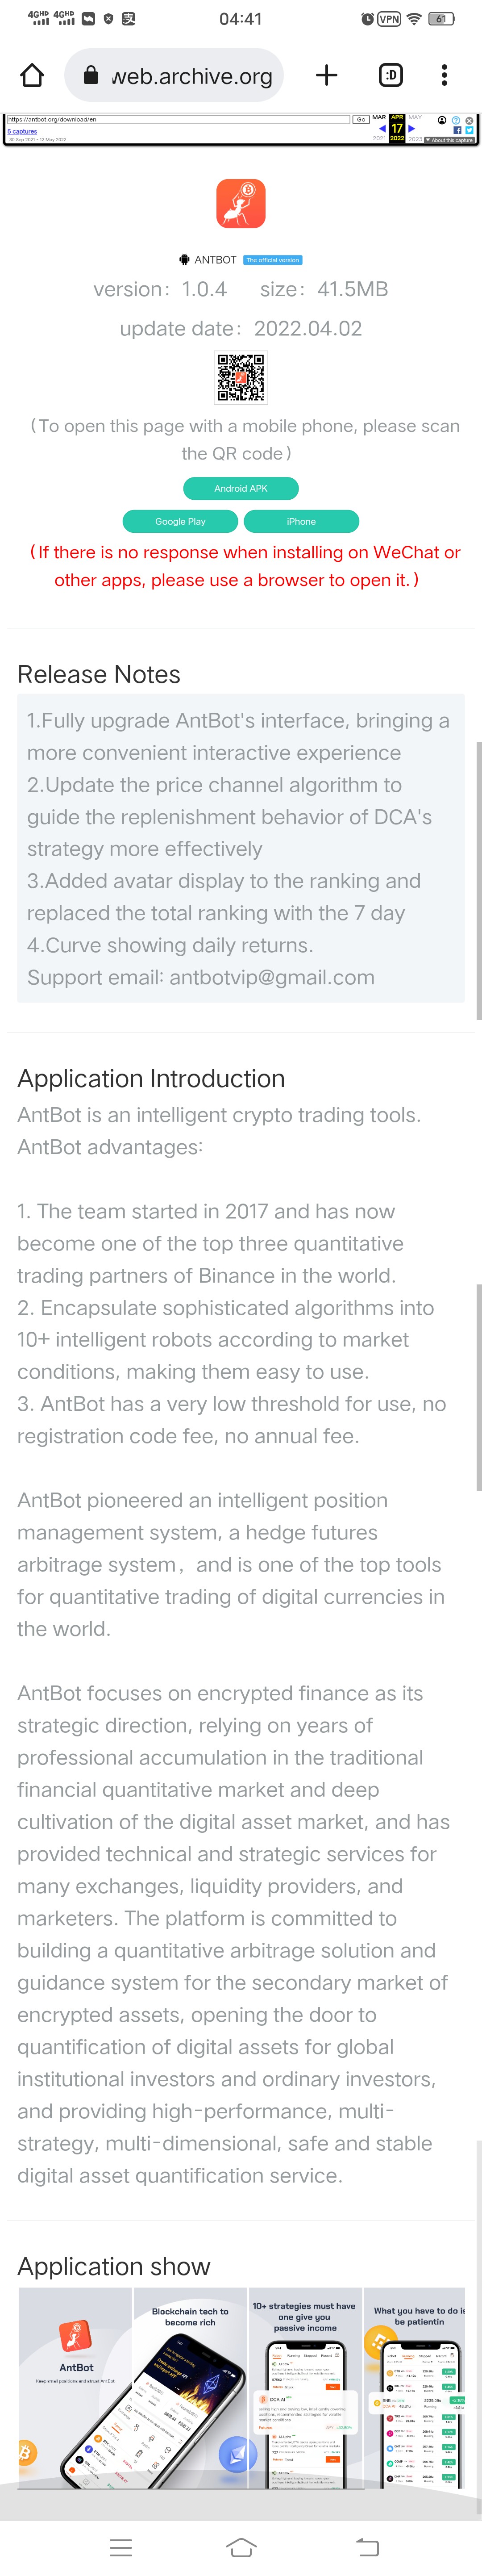 4GHD 4GHD 04:41 VPN 61
web.archive.org :D
https://antbot.org/download/en Go MAR APR MAY
5 captures 17
26 Sep 2021 - 12 May 2022 2021 2022 2023 About this capture
ANTBOT The official version
version： 1.0.4 size： 41.5MB
update date： 2022.04.02
（To open this page with a mobile phone, please scan
the QR code）
Android APK
Google Play iPhone
（If there is no response when installing on WeChat or
other apps, please use a browser to open it.）
Release Notes
1.Fully upgrade AntBot's interface, bringing a
more convenient interactive experience
2.Update the price channel algorithm to
guide the replenishment behavior of DCA's
strategy more effectively
3.Added avatar display to the ranking and
replaced the total ranking with the 7 day
4.Curve showing daily returns.
Support email: antbotvip@gmail.com
Application Introduction
AntBot is an intelligent crypto trading tools.
AntBot advantages:
1. The team started in 2017 and has now
become one of the top three quantitative
trading partners of Binance in the world.
2. Encapsulate sophisticated algorithms into
10+ intelligent robots according to market
conditions, making them easy to use.
3. AntBot has a very low threshold for use, no
registration code fee, no annual fee.
AntBot pioneered an intelligent position
management system, a hedge futures
arbitrage system，and is one of the top tools
for quantitative trading of digital currencies in
the world.
AntBot focuses on encrypted finance as its
strategic direction, relying on years of
professional accumulation in the traditional
financial quantitative market and deep
cultivation of the digital asset market, and has
provided technical and strategic services for
many exchanges, liquidity providers, and
marketers. The platform is committed to
building a quantitative arbitrage solution and
guidance system for the secondary market of
encrypted assets, opening the door to
quantification of digital assets for global
institutional investors and ordinary investors,
and providing high-performance, multi-
strategy, multi-dimensional, safe and stable
digital asset quantification service.
Application show
AntBot
Blockchain tech to
become rich
10+ strategies must have
one give you
passive income
DCA AI
What you have to do is
be patientin